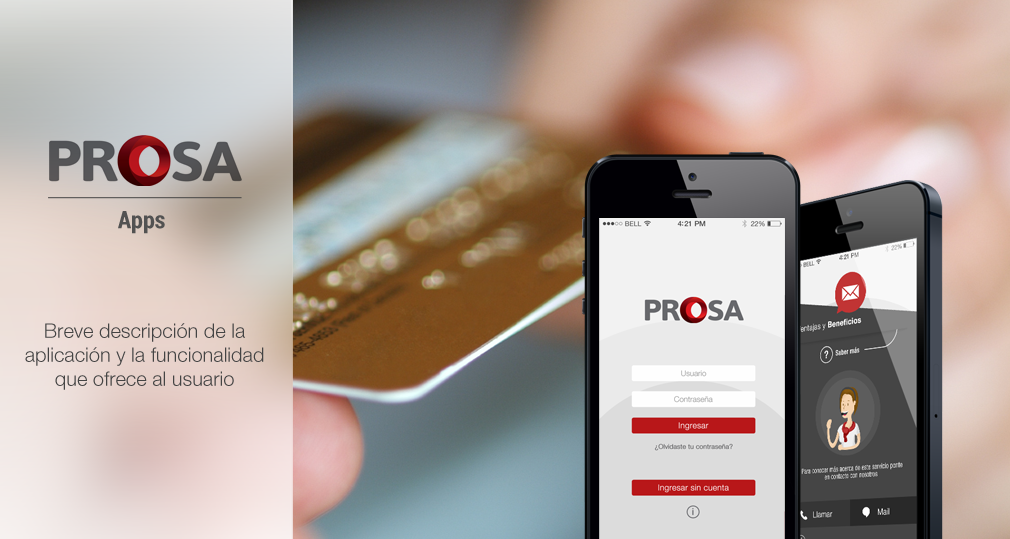 PROSA
Apps
Breve descripción de la
aplicación y la funcionalidad
que ofrece al usuario
BELL 4:21 PM 22%
PROSA
Usuario
Contraseña
Ingresar
¿Olvidaste tu contraseña?
Ingresar sin cuenta
BELL 4:21 PM 22%
entajas y Beneficios
? Saber más
Para conocer más acerca de este servicio ponte
en contacto con nosotros
Llamar Mail